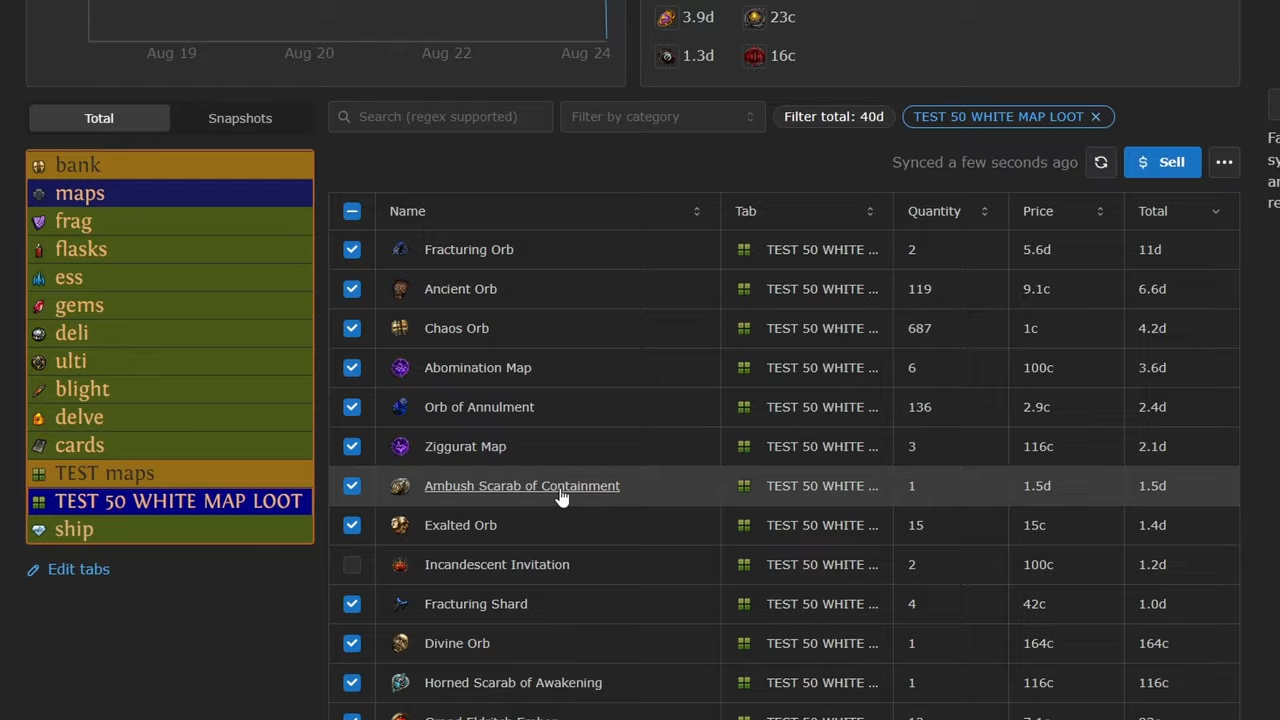 3.9d 23c
1.3d 16c
Aug 19 Aug 20 Aug 22 Aug 24
Total Snapshots Search (regex supported) Filter by category Filter total: 40d TEST 50 WHITE MAP LOOT ×
Synced a few seconds ago $ Sell ...
bank
maps
frag
flasks
ess
gems
deli
ulti
blight
delve
cards
TEST maps
TEST 50 WHITE MAP LOOT
ship
Edit tabs
Name Tab Quantity Price Total
Fracturing Orb TEST 50 WHITE ... 2 5.6d 11d
Ancient Orb TEST 50 WHITE ... 119 9.1c 6.6d
Chaos Orb TEST 50 WHITE ... 687 1c 4.2d
Abomination Map TEST 50 WHITE ... 6 100c 3.6d
Orb of Annulment TEST 50 WHITE ... 136 2.9c 2.4d
Ziggurat Map TEST 50 WHITE ... 3 116c 2.1d
Ambush Scarab of Containment TEST 50 WHITE ... 1 1.5d 1.5d
Exalted Orb TEST 50 WHITE ... 15 15c 1.4d
Incandescent Invitation TEST 50 WHITE ... 2 100c 1.2d
Fracturing Shard TEST 50 WHITE ... 4 42c 1.0d
Divine Orb TEST 50 WHITE ... 1 164c 164c
Horned Scarab of Awakening TEST 50 WHITE ... 1 116c 116c
Fa
sy
an
re